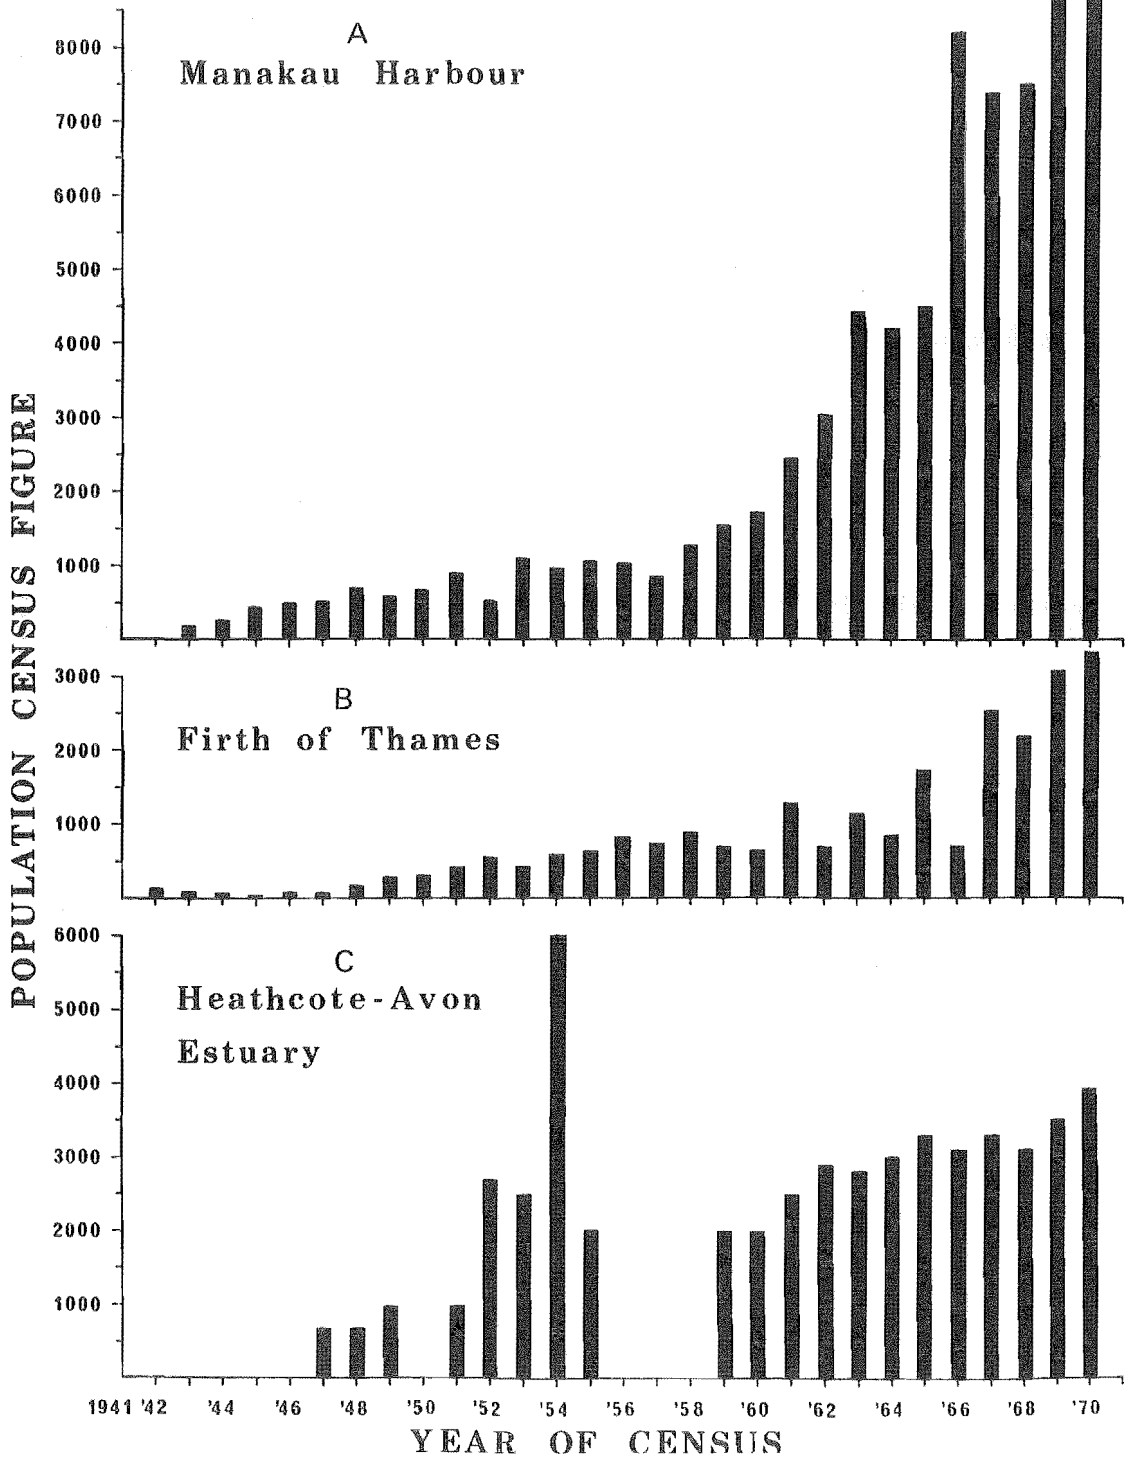 A
Manakau Harbour
8000
7000
6000
5000
4000
3000
2000
1000
B
Firth of Thames
3000
2000
1000
C
Heathcote-Avon
Estuary
6000
5000
4000
3000
2000
1000
POPULATION CENSUS FIGURE
1941 '42 '44 '46 '48 '50 '52 '54 '56 '58 '60 '62 '64 '66 '68 '70
YEAR OF CENSUS